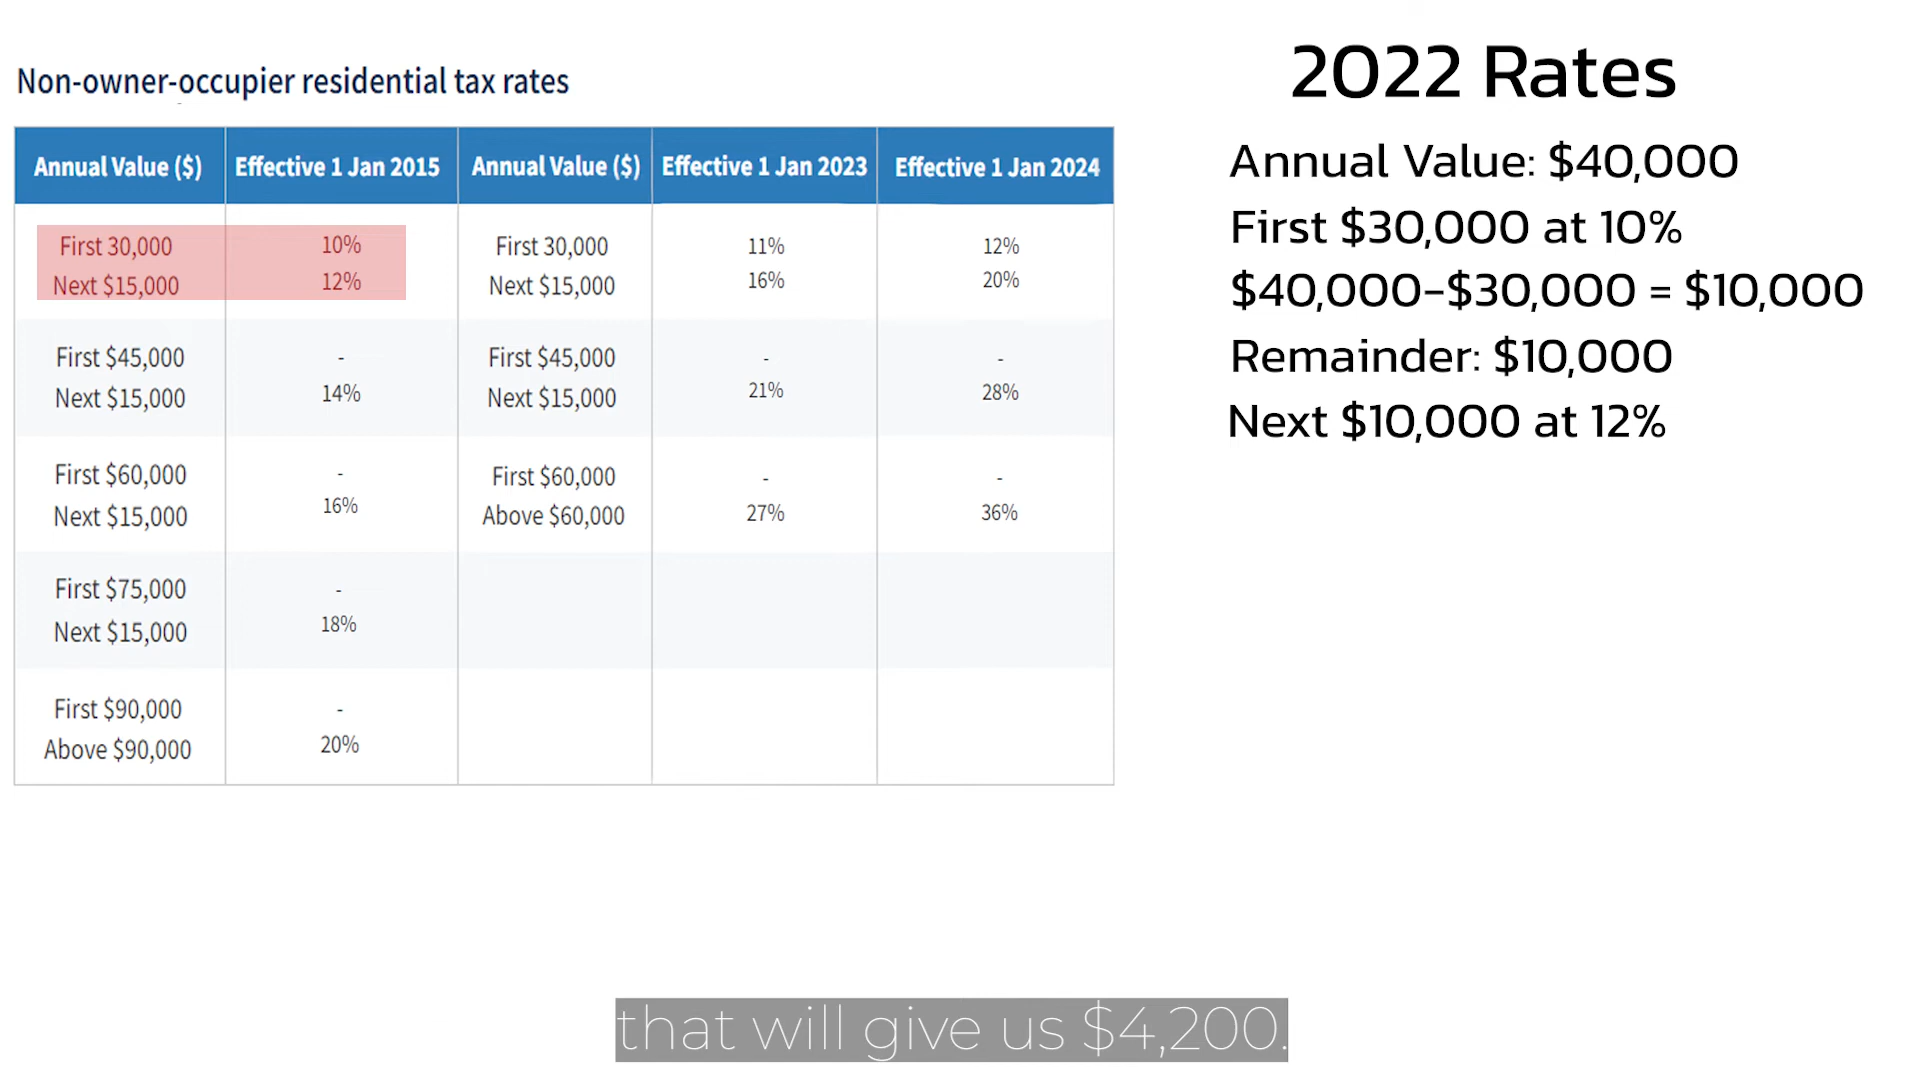 Non-owner-occupier residential tax rates
Annual Value ($) Effective 1 Jan 2015 Annual Value ($) Effective 1 Jan 2023 Effective 1 Jan 2024
First 30,000 10% First 30,000 11% 12%
Next $15,000 12% Next $15,000 16% 20%
First $45,000 - First $45,000 - -
Next $15,000 14% Next $15,000 21% 28%
First $60,000 - First $60,000 - -
Next $15,000 16% Above $60,000 27% 36%
First $75,000 -
Next $15,000 18%
First $90,000 -
Above $90,000 20%
2022 Rates
Annual Value: $40,000
First $30,000 at 10%
$40,000-$30,000 = $10,000
Remainder: $10,000
Next $10,000 at 12%
that will give us $4,200.